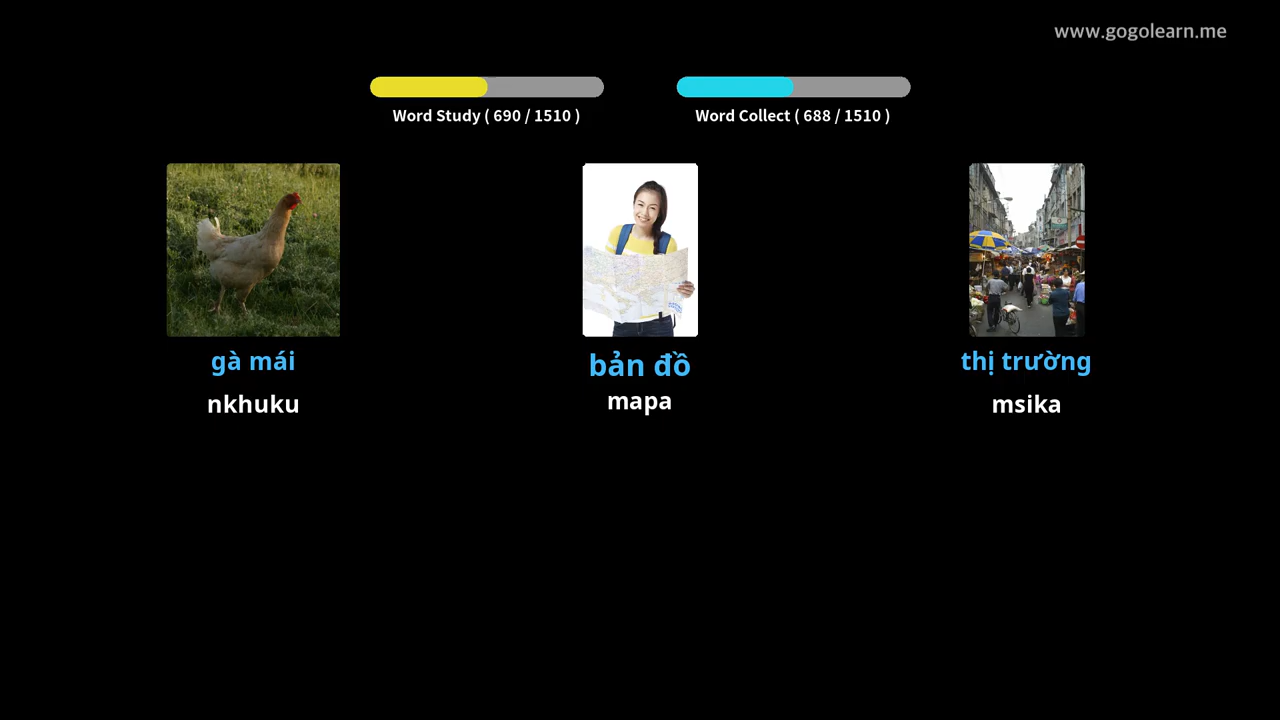 www.gogolearn.me
Word Study ( 690 / 1510 )
Word Collect ( 688 / 1510 )
gà mái
bản đồ
thị trường
nkhuku
mapa
msika